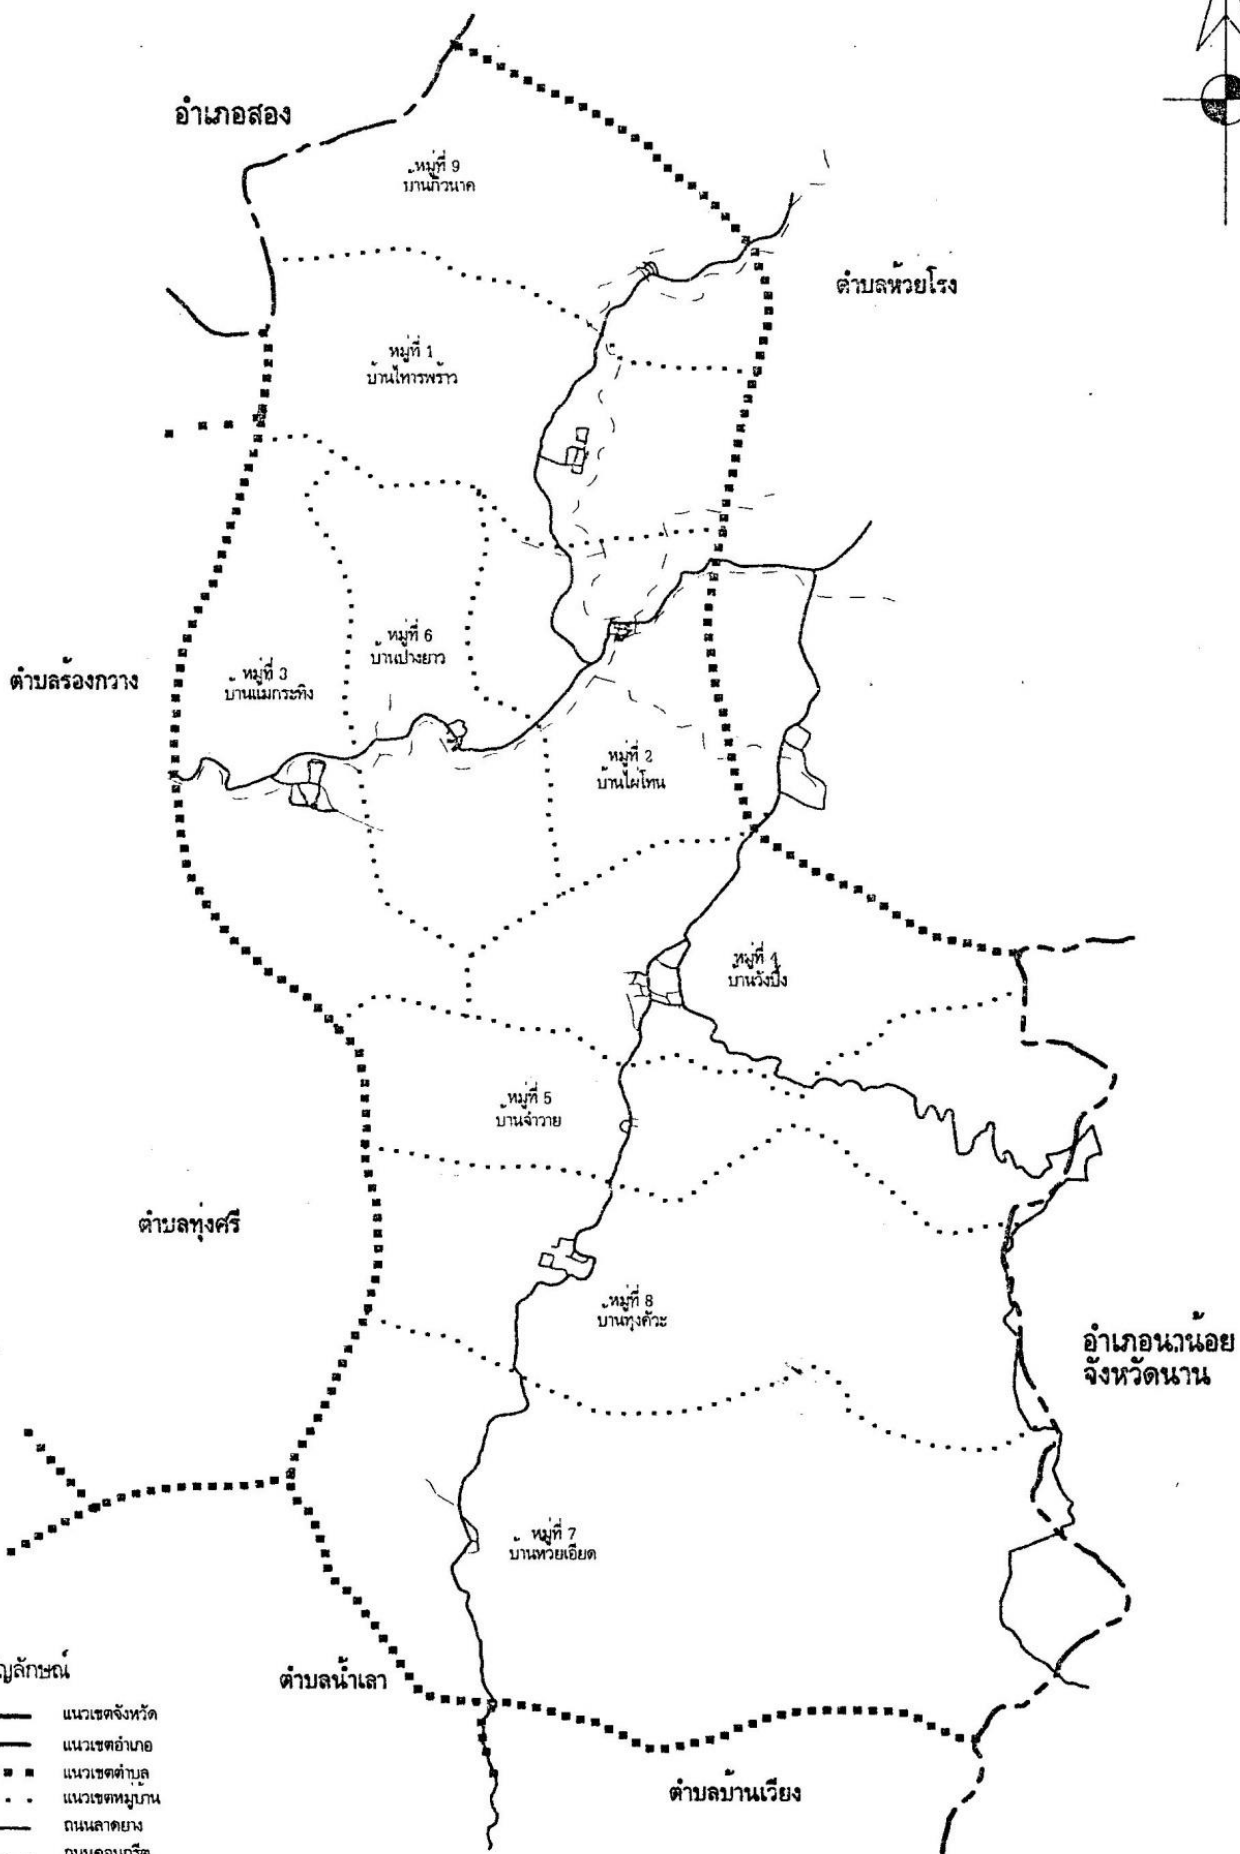 อำเภอสอง
หมู่ที่ 9
บ้านกิ่วนาค
ตำบลห้วยโรง
หมู่ที่ 1
บ้านไทรพร้าว
หมู่ที่ 6
บ้านปางยาว
หมู่ที่ 3
บ้านแม่กระทิง
ตำบลร้องกวาง
หมู่ที่ 2
บ้านไผ่โทน
หมู่ที่ 4
บ้านวังปึ้ง
หมู่ที่ 5
บ้านจำวาย
ตำบลทุ่งศรี
หมู่ที่ 8
บ้านทุ่งคัวะ
อำเภอนาน้อย
จังหวัดน่าน
หมู่ที่ 7
บ้านห้วยเอียด
ตำบลน้ำเลา
ตำบลบ้านเวียง
ญลักษณ์
แนวเขตจังหวัด
แนวเขตอำเภอ
แนวเขตตำบล
แนวเขตหมู่บ้าน
ถนนลาดยาง